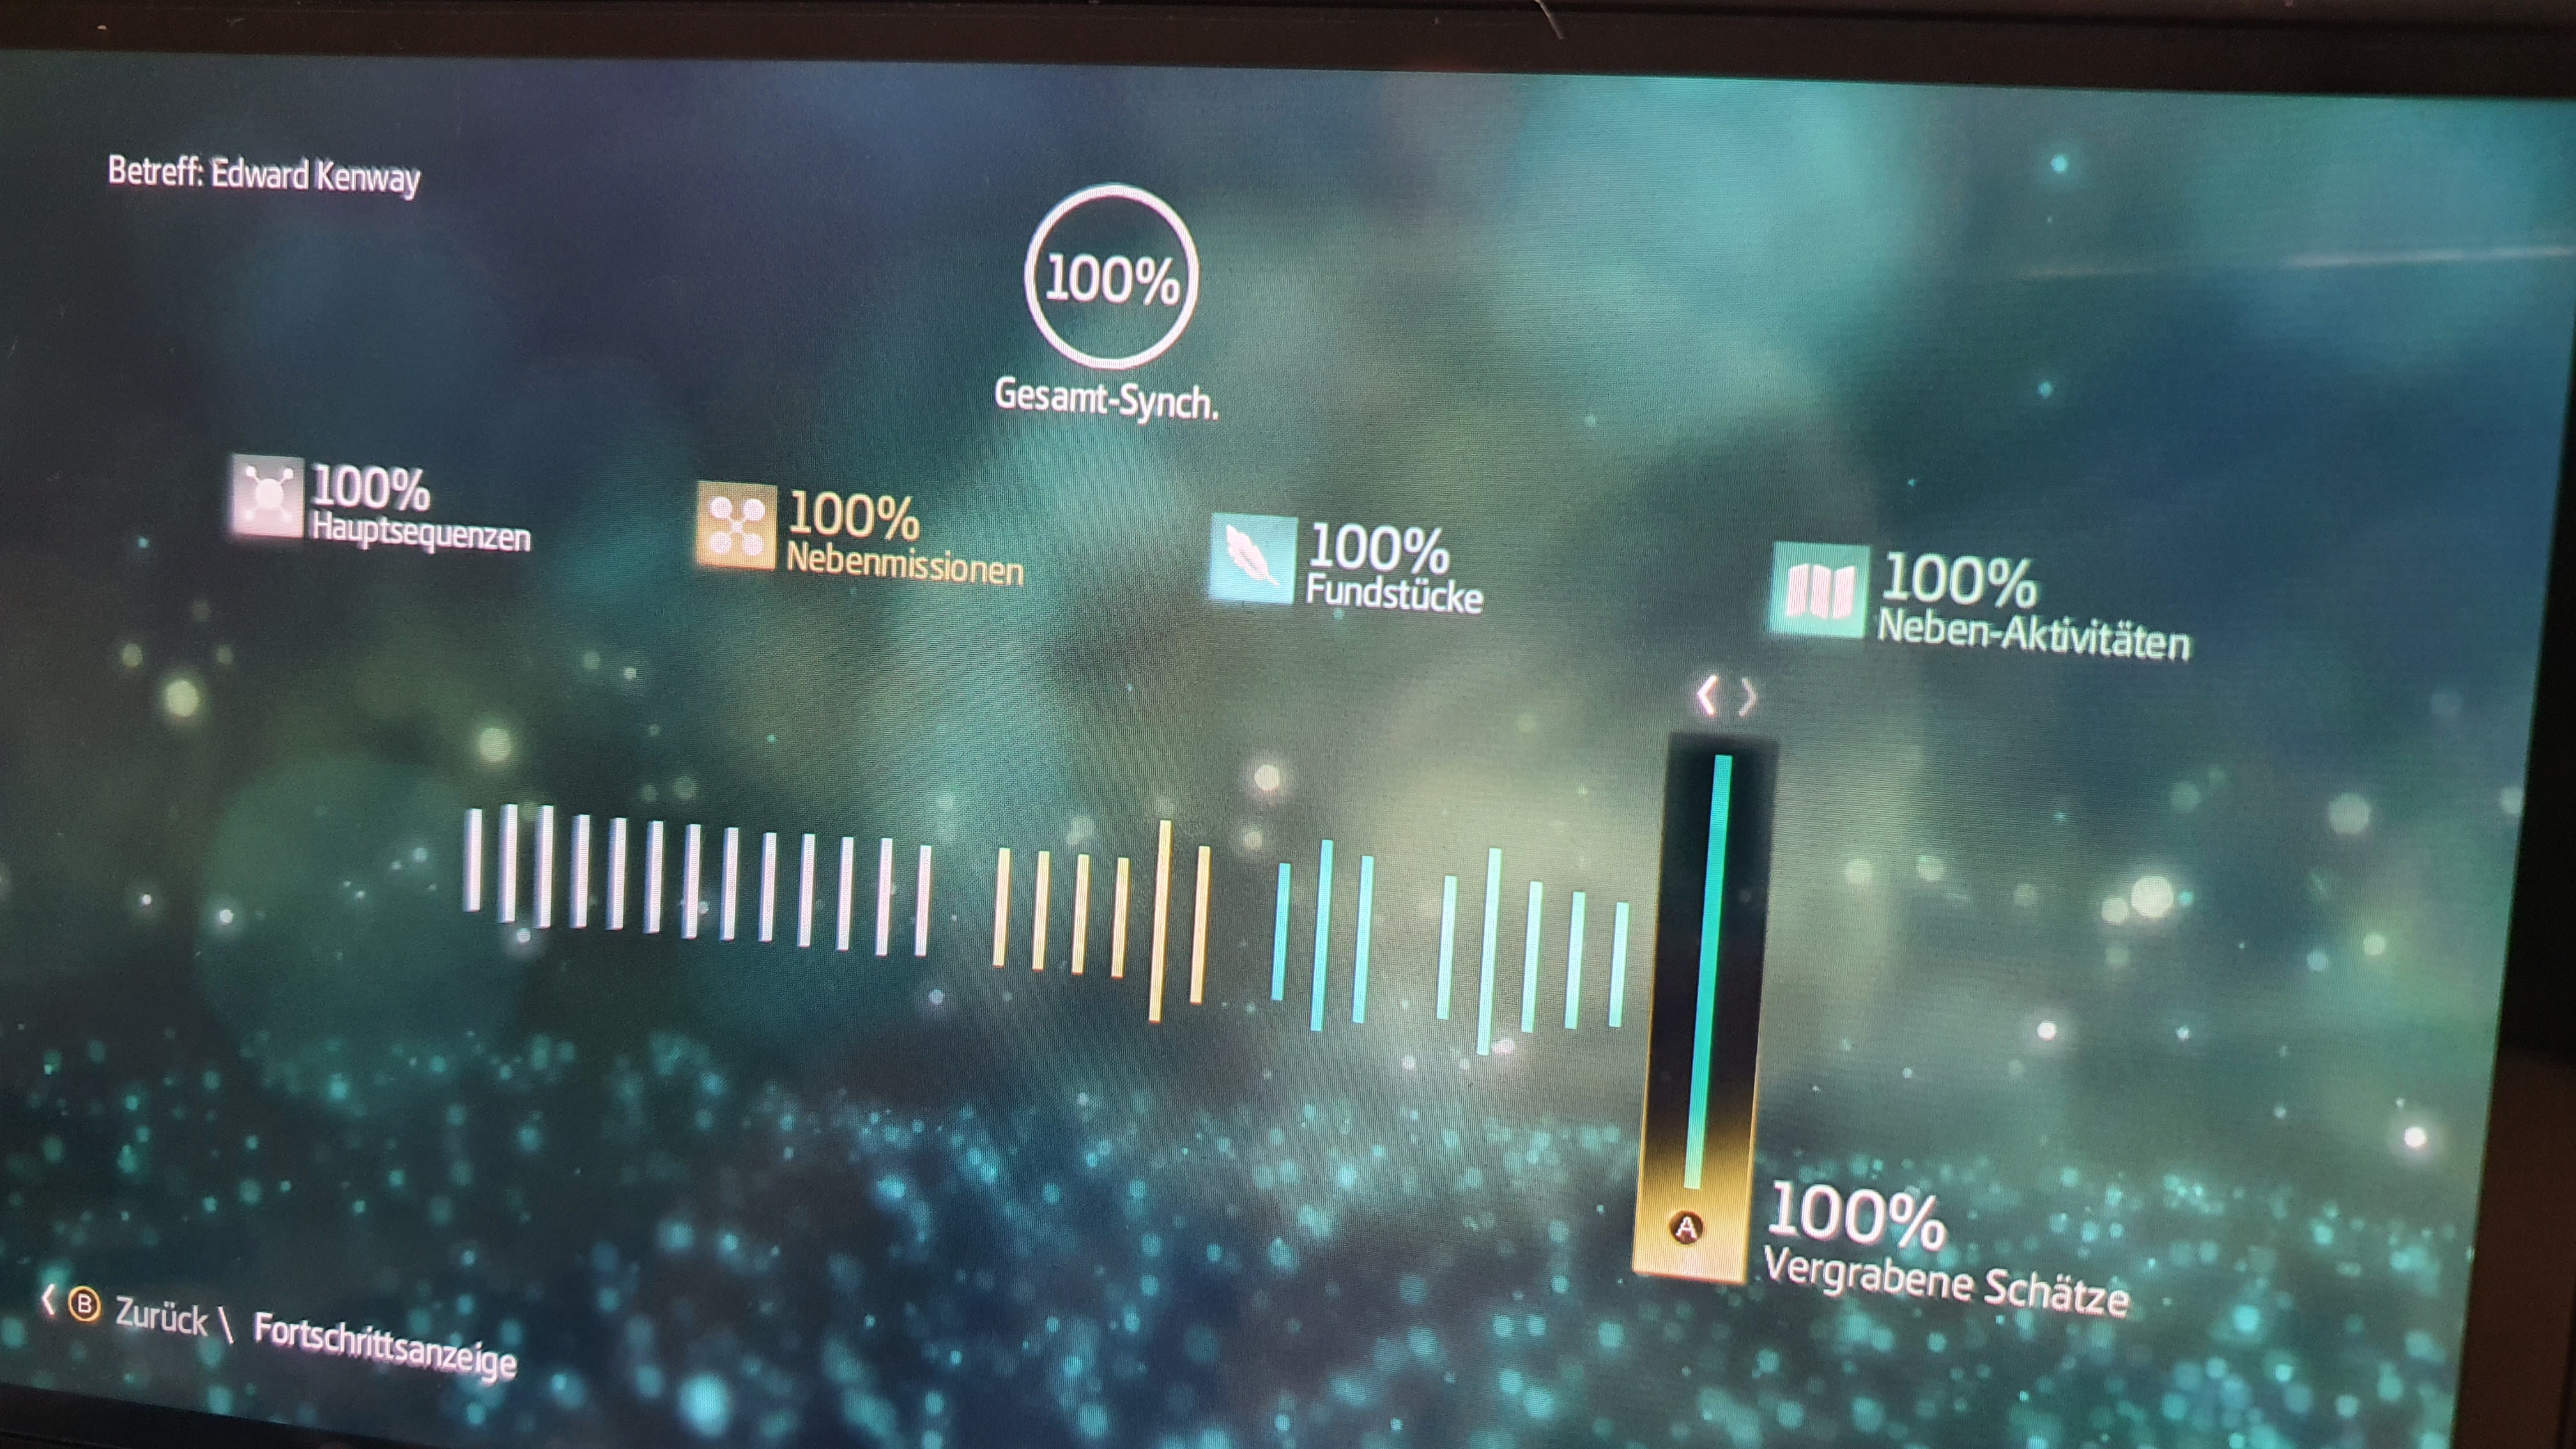 Betreff: Edward Kenway
100%
Gesamt-Synch.
100%
Hauptsequenzen
100%
Nebenmissionen
100%
Fundstücke
100%
Neben-Aktivitäten
A
100%
Vergrabene Schätze
B Zurück \ Fortschrittsanzeige